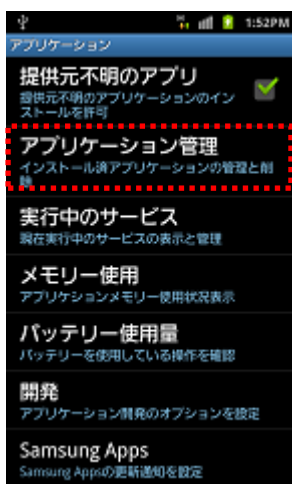 1:52PM
アプリケーション
提供元不明のアプリ
提供元不明のアプリケーションのイン
ストールを許可
アプリケーション管理
インストール済アプリケーションの管理と削
除
実行中のサービス
現在実行中のサービスの表示と管理
メモリー使用
アプリケションメモリー使用状況表示
バッテリー使用量
バッテリーを使用している操作を確認
開発
アプリケーション開発のオプションを設定
Samsung Apps
Samsung Appsの更新通知を設定